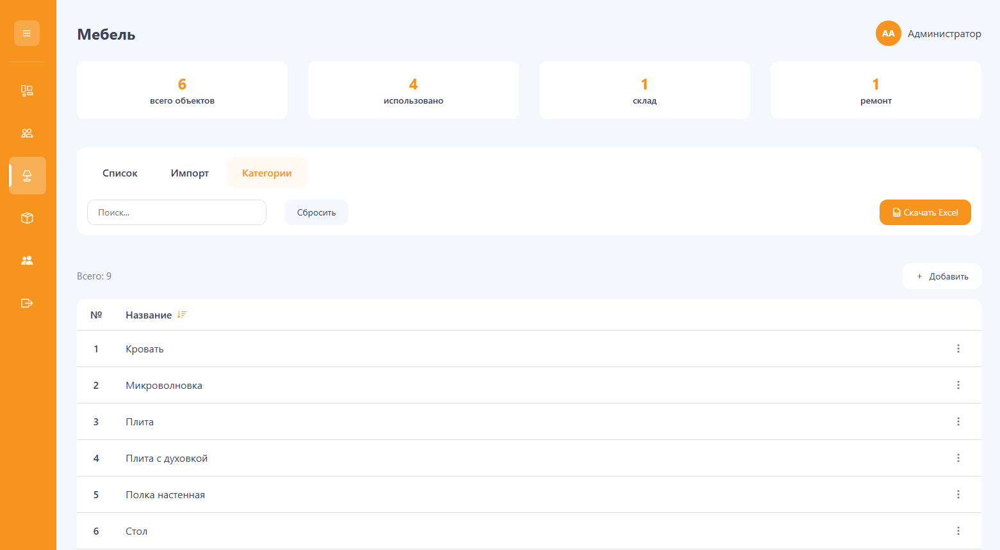 Мебель
АА Администратор
6
всего объектов
4
использовано
1
склад
1
ремонт
Список Импорт Категории
Поиск... Сбросить Скачать Excel
Всего: 9 + Добавить
№ Название
1 Кровать
2 Микроволновка
3 Плита
4 Плита с духовкой
5 Полка настенная
6 Стол